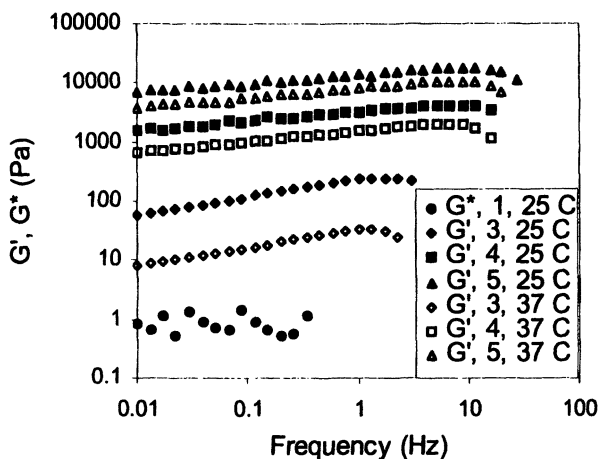 100000
10000
1000
100
10
1
0.1
G', G* (Pa)
0.01
0.1
1
10
100
Frequency (Hz)
G*, 1, 25 C
G', 3, 25 C
G', 4, 25 C
G', 5, 25 C
G', 3, 37 C
G', 4, 37 C
G', 5, 37 C